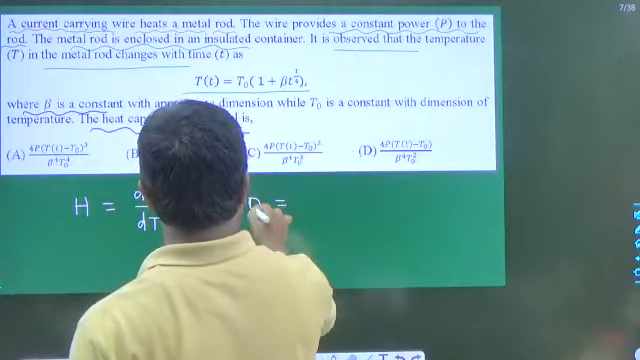 7/36
A current carrying wire heats a metal rod. The wire provides a constant power (P) to the
rod. The metal rod is enclosed in an insulated container. It is observed that the temperature
(T) in the metal rod changes with time (t) as
T(t) = T₀( 1 + βt^{1/4}),
where β is a constant with dimension while T₀ is a constant with dimension of
temperature. The heat is,
(A) 4P(T(t)−T₀)³/β⁴T₀⁴ C) 4P(T(t)−T₀)²/β⁴T₀³ (D) 4P(T(t)−T₀)/β⁴T₀²
H = dT =